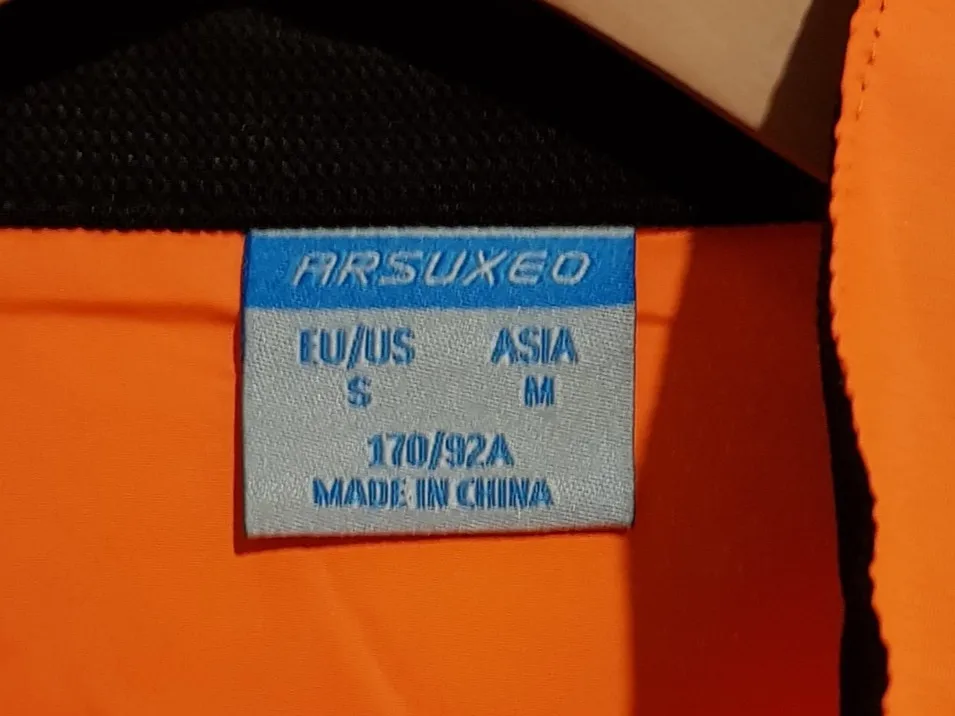 ARSUXEO
EU/US ASIA
S M
170/92A
MADE IN CHINA